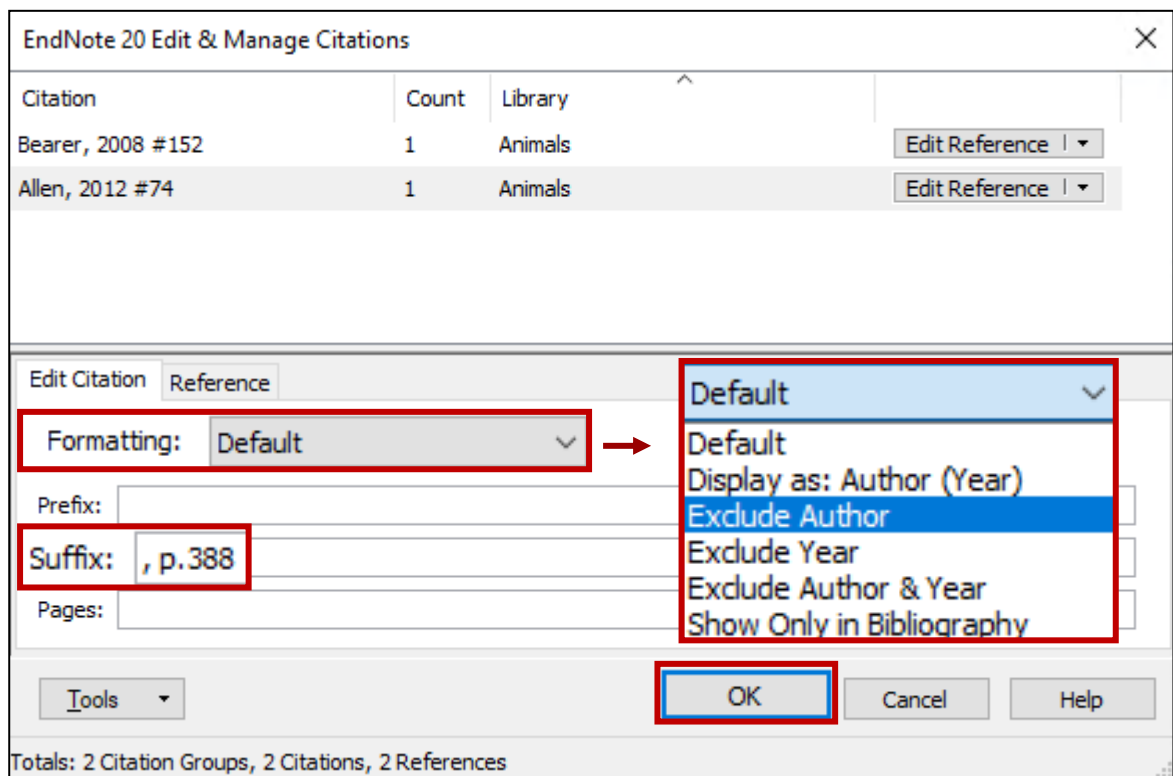 EndNote 20 Edit & Manage Citations
Citation Count Library
Bearer, 2008 #152 1 Animals Edit Reference
Allen, 2012 #74 1 Animals Edit Reference
Edit Citation Reference
Formatting: Default
Default
Default
Display as: Author (Year)
Exclude Author
Exclude Year
Exclude Author & Year
Show Only in Bibliography
Prefix:
Suffix: , p.388
Pages:
Tools OK Cancel Help
Totals: 2 Citation Groups, 2 Citations, 2 References